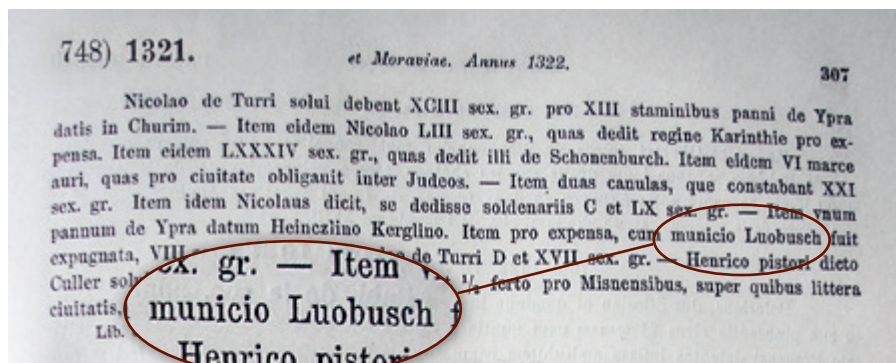 748) 1321.
et Moraviae. Annus 1322.
307
Nicolao de Turri solui debent XCIII sex. gr. pro XIII staminibus panni de Ypra
datis in Churim. — Item eidem Nicolao LIII sex. gr., quas dedit regine Karinthie pro ex-
pensa. Item eidem LXXXIV sex. gr., quas dedit illi de Schonenburch. Item eidem VI marce
auri, quas pro ciuitate obligauit inter Judeos. — Item duas canulas, que constabant XXI
sex. gr. Item idem Nicolaus dicit, se dedisse soldenariis C et LX sex. gr. — Item vnum
pannum de Ypra datum Heinczlino Kerglino. Item pro expensa, cum municio Luobusch fuit
expugnata, VIII de Turri D et XVII sex. gr. — Henrico pistori dicto
Culler ½ ferto pro Misnensibus, super quibus littera
ciuitatis,
Lib.
ex. gr. — Item
municio Luobusch
Henrico pistori